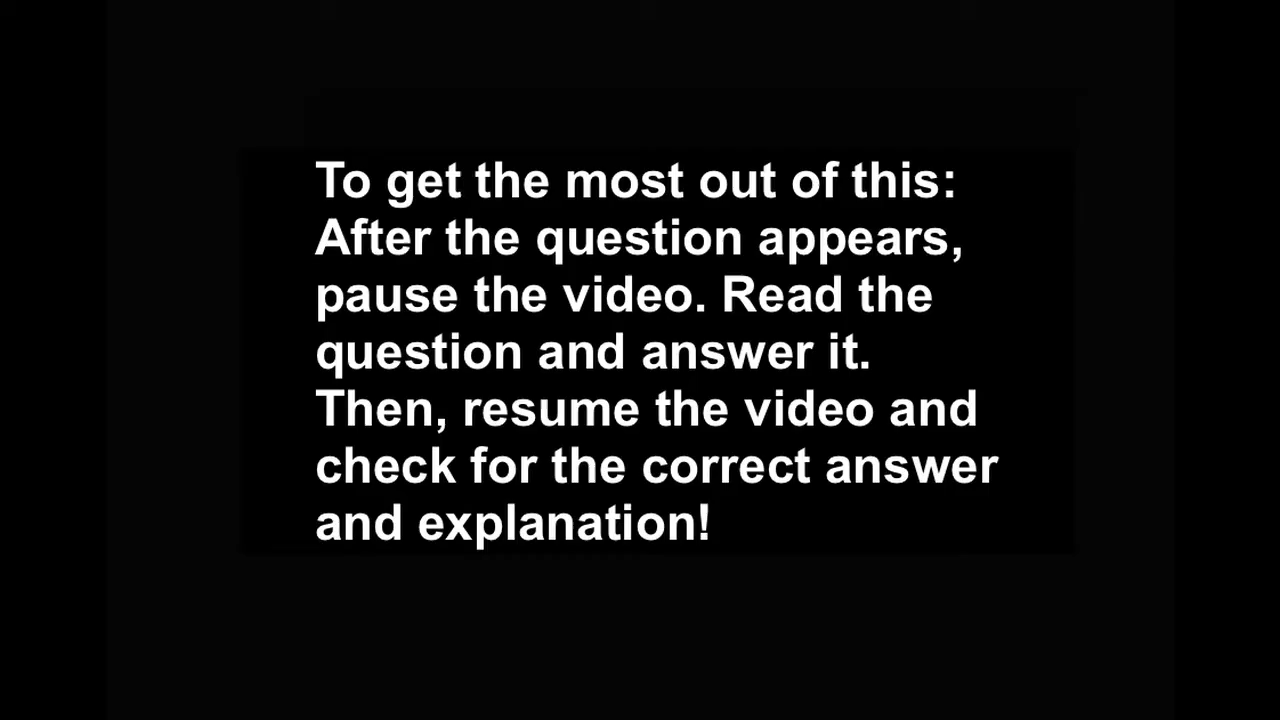 To get the most out of this:
After the question appears,
pause the video. Read the
question and answer it.
Then, resume the video and
check for the correct answer
and explanation!